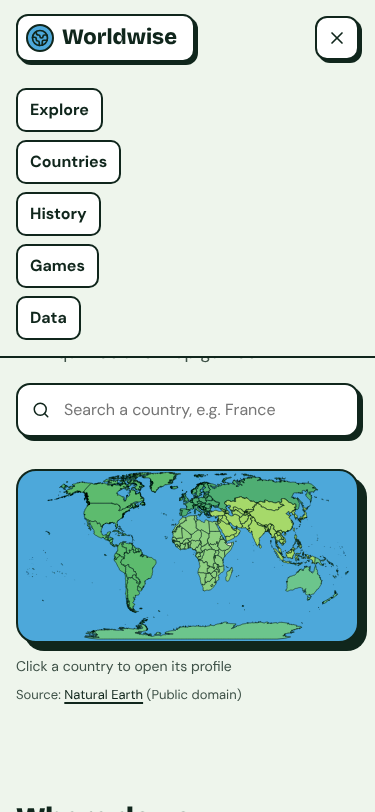 Worldwise
Explore
Countries
History
Games
Data
Search a country, e.g. France
Click a country to open its profile
Source: Natural Earth (Public domain)